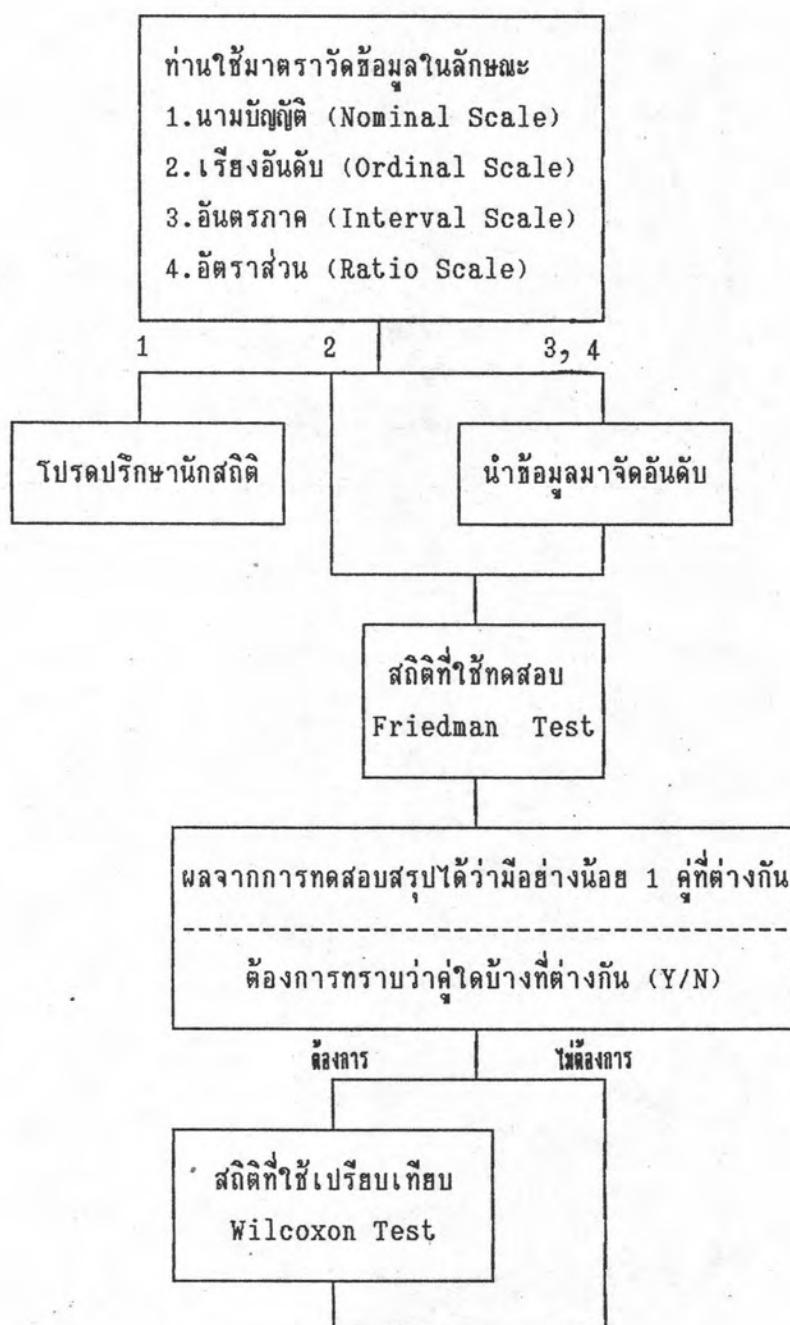 ท่านใช้มาตราวัดข้อมูลในลักษณะ
1.นามบัญญัติ (Nominal Scale)
2.เรียงอันดับ (Ordinal Scale)
3.อันตรภาค (Interval Scale)
4.อัตราส่วน (Ratio Scale)
1 2 3, 4
โปรดปรึกษานักสถิติ นำข้อมูลมาจัดอันดับ
สถิติที่ใช้ทดสอบ
Friedman Test
ผลจากการทดสอบสรุปได้ว่ามีอย่างน้อย 1 คู่ที่ต่างกัน
ต้องการทราบว่าคู่ใดบ้างที่ต่างกัน (Y/N)
ต้องการ ไม่ต้องการ
สถิติที่ใช้เปรียบเทียบ
Wilcoxon Test